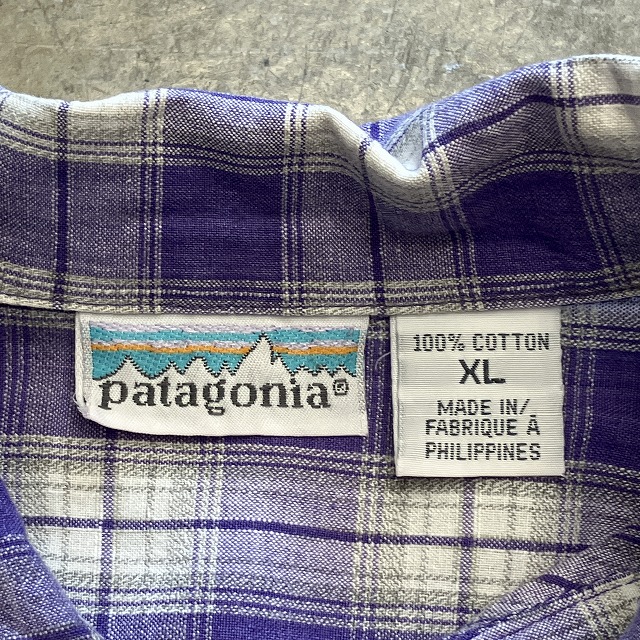 patagonia®
100% COTTON
XL
MADE IN/
FABRIQUE À
PHILIPPINES